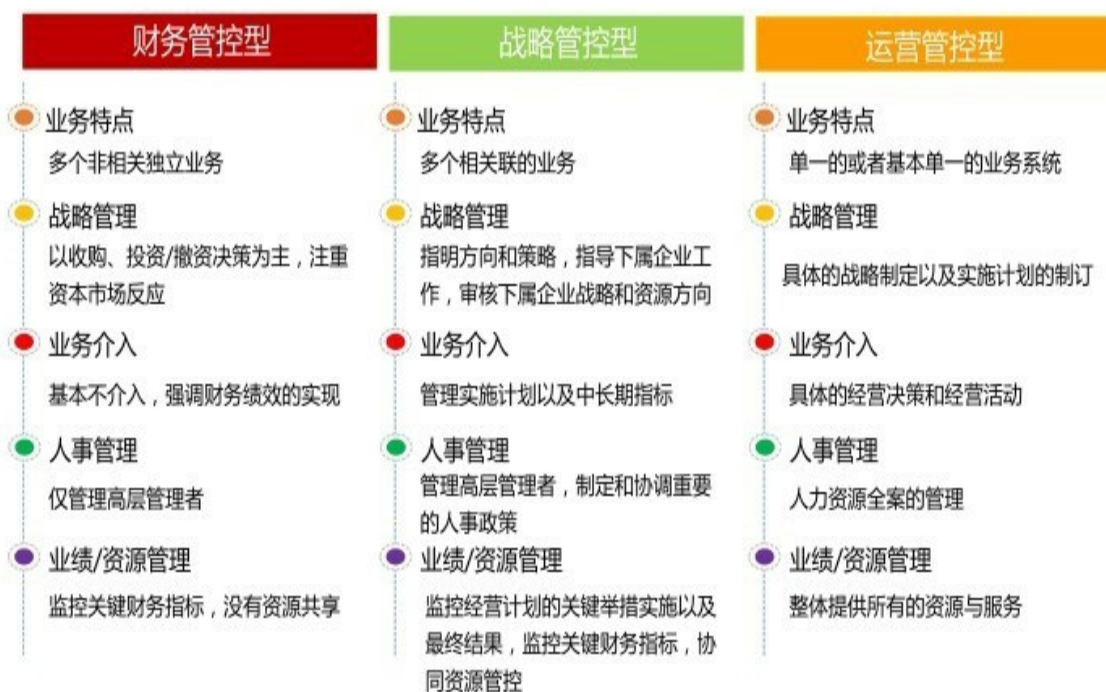 财务管控型
业务特点
多个非相关独立业务
战略管理
以收购、投资/撤资决策为主，注重
资本市场反应
业务介入
基本不介入，强调财务绩效的实现
人事管理
仅管理高层管理者
业绩/资源管理
监控关键财务指标，没有资源共享
战略管控型
业务特点
多个相关联的业务
战略管理
指明方向和策略，指导下属企业工
作，审核下属企业战略和资源方向
业务介入
管理实施计划以及中长期指标
人事管理
管理高层管理者，制定和协调重要
的人事政策
业绩/资源管理
监控经营计划的关键举措实施以及
最终结果，监控关键财务指标，协
同资源管控
运营管控型
业务特点
单一的或者基本单一的业务系统
战略管理
具体的战略制定以及实施计划的制订
业务介入
具体的经营决策和经营活动
人事管理
人力资源全案的管理
业绩/资源管理
整体提供所有的资源与服务